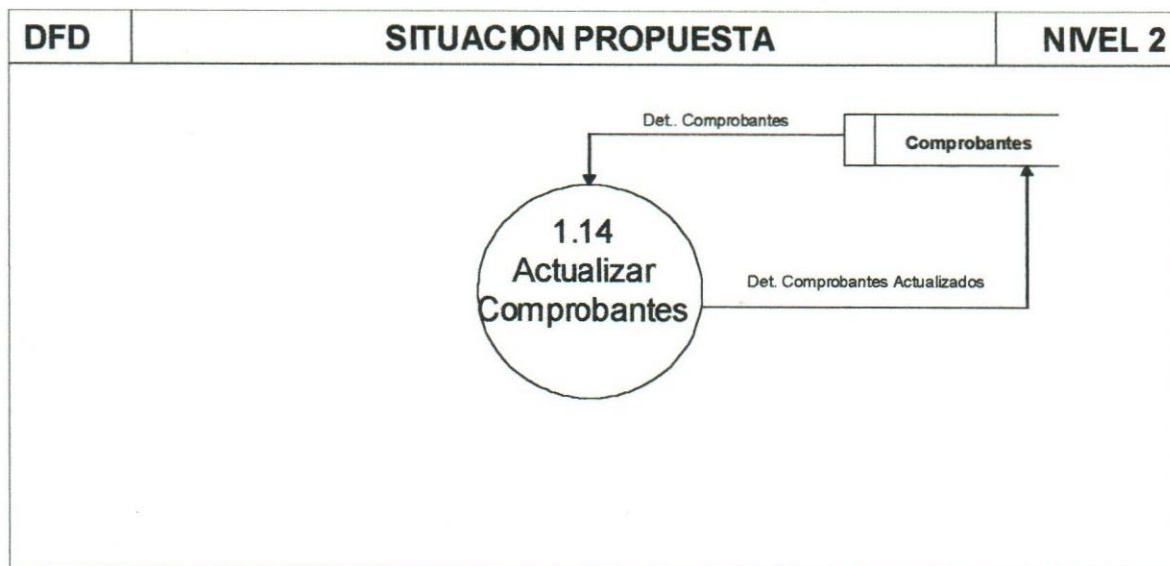 DFD
SITUACION PROPUESTA
NIVEL 2
Det.. Comprobantes
Comprobantes
1.14
Actualizar
Comprobantes
Det. Comprobantes Actualizados